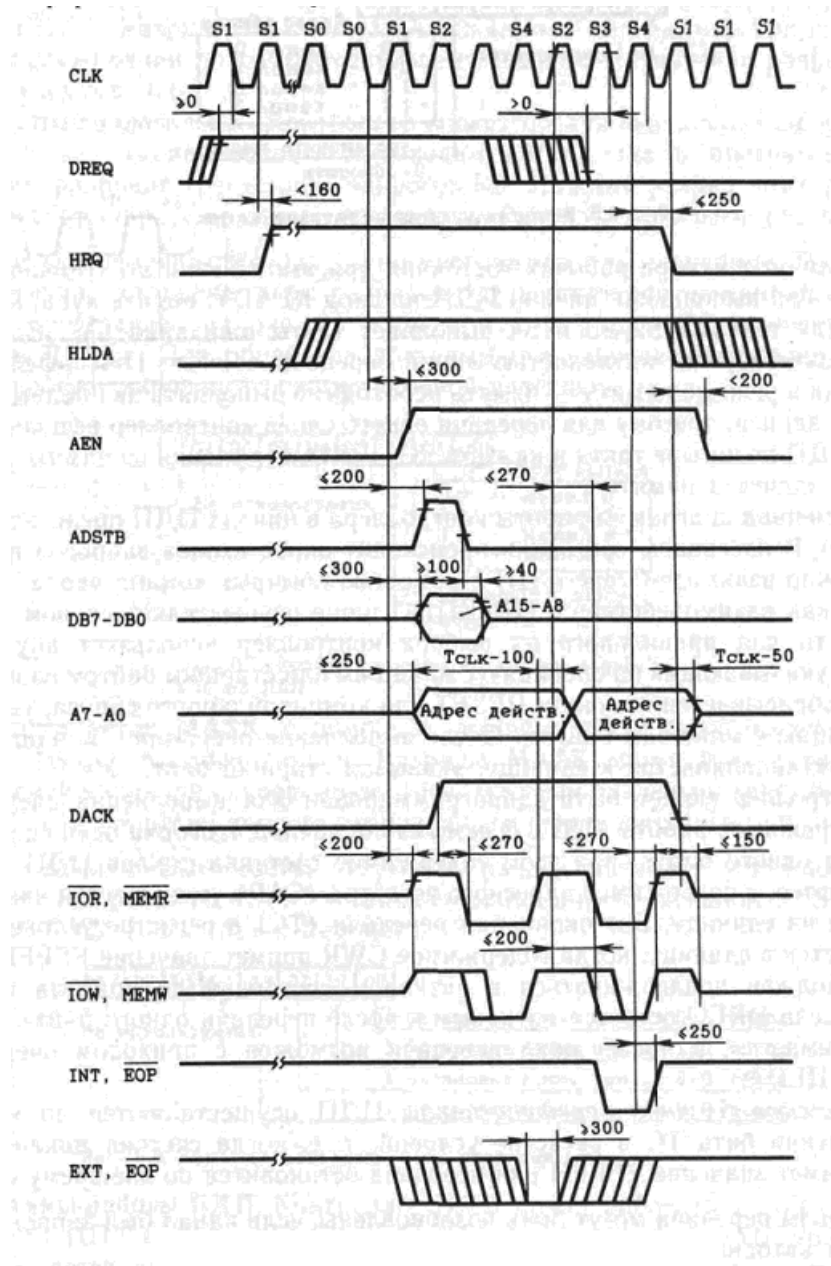 S1 S1 S0 S0 S1 S2 S4 S2 S3 S4 S1 S1 S1
CLK
>0 >0
DREQ
<160 ≤250
HRQ
HLDA
≤300 ≤200
AEN
≤200 ≤270
ADSTB
≤300 >100 >40
DB7-DB0 A15-A8
≤250 TCLK-100 TCLK-50
A7-A0 Адрес действ. Адрес
действ.
DACK
≤200 ≤270 ≤270 ≤150
IOR, MEMR
≤200
IOW, MEMW
≤250
INT, EOP
>300
EXT, EOP